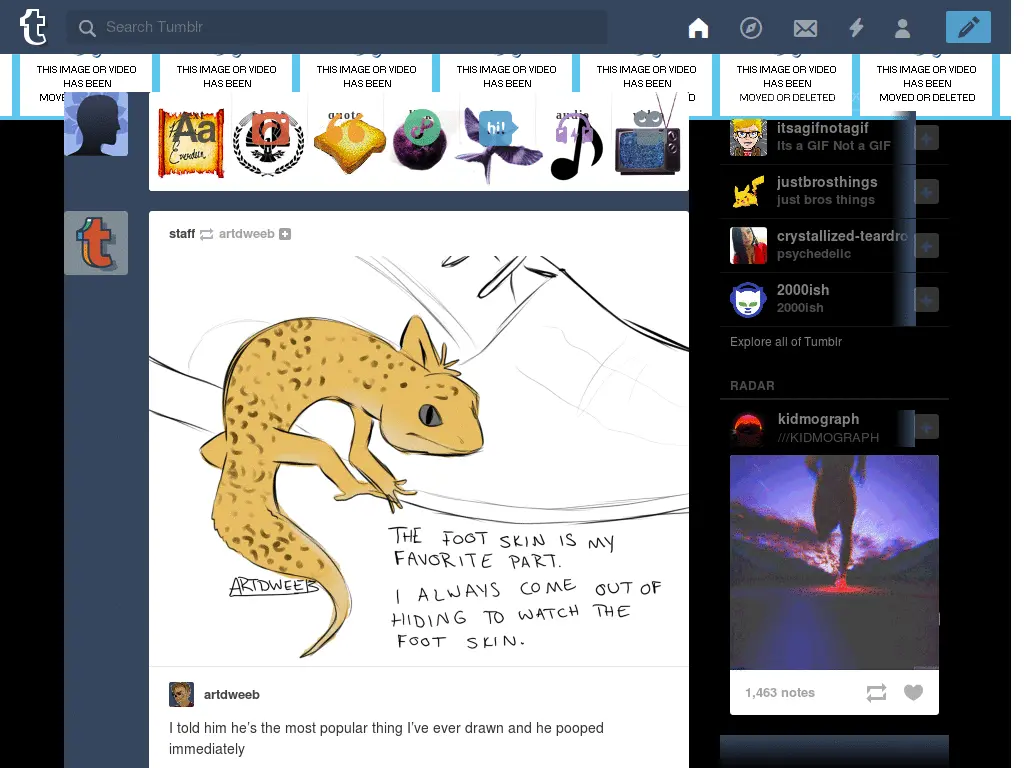 t Search Tumblr
THIS IMAGE OR VIDEO THIS IMAGE OR VIDEO THIS IMAGE OR VIDEO THIS IMAGE OR VIDEO THIS IMAGE OR VIDEO THIS IMAGE OR VIDEO THIS IMAGE OR VIDEO
HAS BEEN HAS BEEN HAS BEEN HAS BEEN HAS BEEN HAS BEEN HAS BEEN
MOVED OR DELETED MOVED OR DELETED
quote audio
Aa hi!
Everdeen
staff artdweeb
t
THE FOOT SKIN IS MY
FAVORITE PART.
I ALWAYS COME OUT OF
HIDING TO WATCH THE
FOOT SKIN.
ARTDWEEB
artdweeb
I told him he's the most popular thing I've ever drawn and he pooped
immediately
itsagifnotagif
Its a GIF Not a GIF
justbrosthings
just bros things
crystallized-teardro
psychedelic
2000ish
2000ish
Explore all of Tumblr
RADAR
kidmograph
///KIDMOGRAPH
1,463 notes